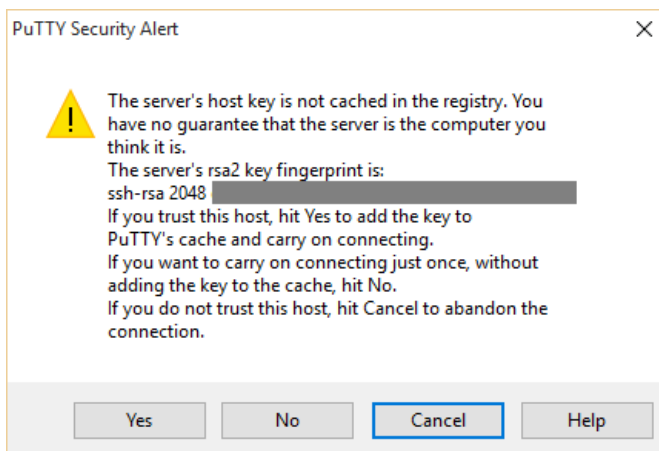 PuTTY Security Alert
The server's host key is not cached in the registry. You
have no guarantee that the server is the computer you
think it is.
The server's rsa2 key fingerprint is:
ssh-rsa 2048
If you trust this host, hit Yes to add the key to
PuTTY's cache and carry on connecting.
If you want to carry on connecting just once, without
adding the key to the cache, hit No.
If you do not trust this host, hit Cancel to abandon the
connection.
Yes No Cancel Help